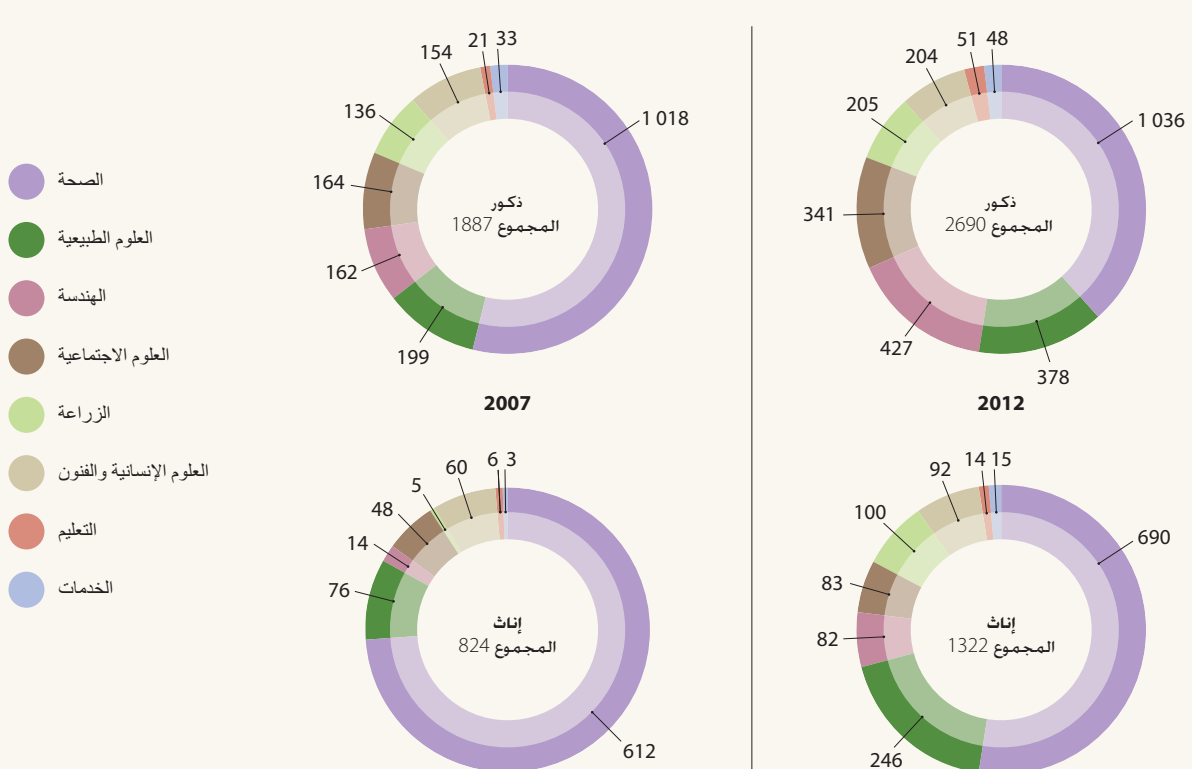 الصحة
العلوم الطبيعية
الهندسة
العلوم الاجتماعية
الزراعة
العلوم الإنسانية والفنون
التعليم
الخدمات
154
21
33
136
1 018
164
162
199
ذكور
المجموع 1887
2007
204
51
48
205
1 036
341
427
378
ذكور
المجموع 2690
2012
60
6
3
5
48
14
76
612
إناث
المجموع 824
92
14
15
100
690
83
82
246
إناث
المجموع 1322